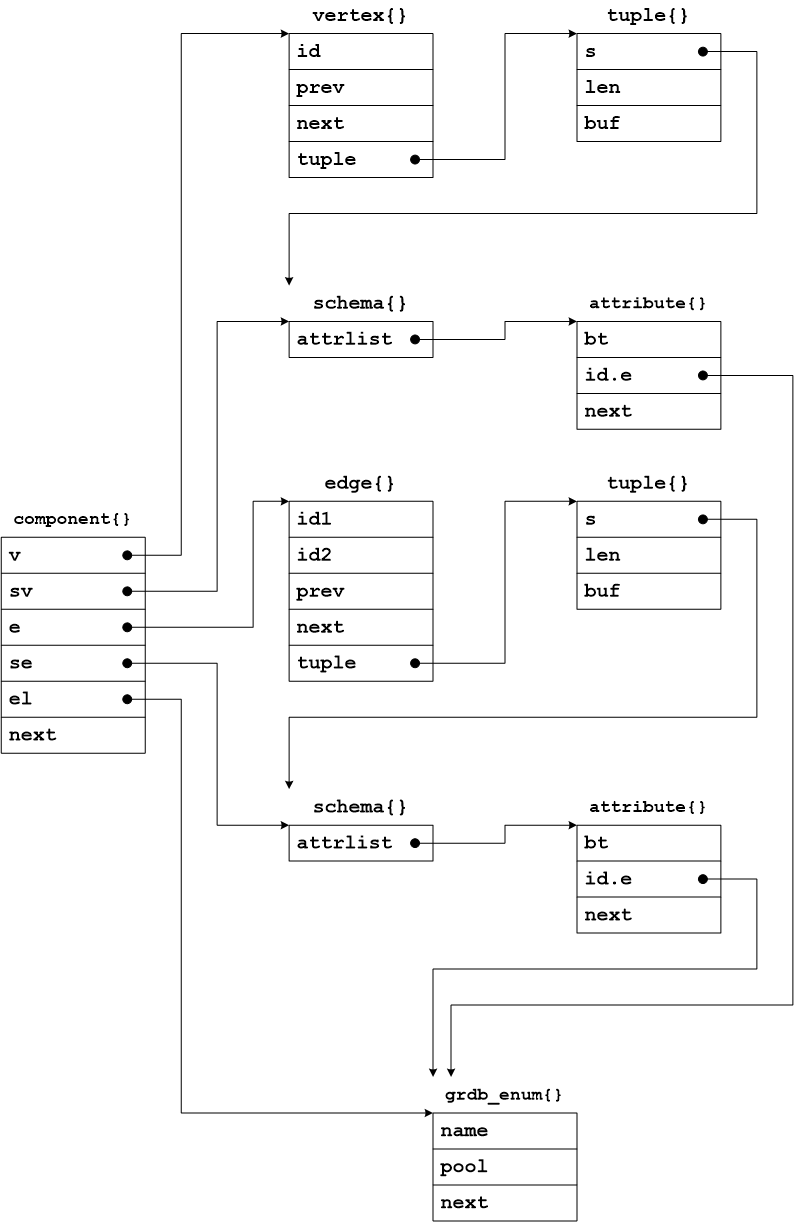 vertex{}
id
prev
next
tuple
tuple{}
s
len
buf
schema{}
attrlist
attribute{}
bt
id.e
next
component{}
v
sv
e
se
el
next
edge{}
id1
id2
prev
next
tuple
tuple{}
s
len
buf
schema{}
attrlist
attribute{}
bt
id.e
next
grdb_enum{}
name
pool
next